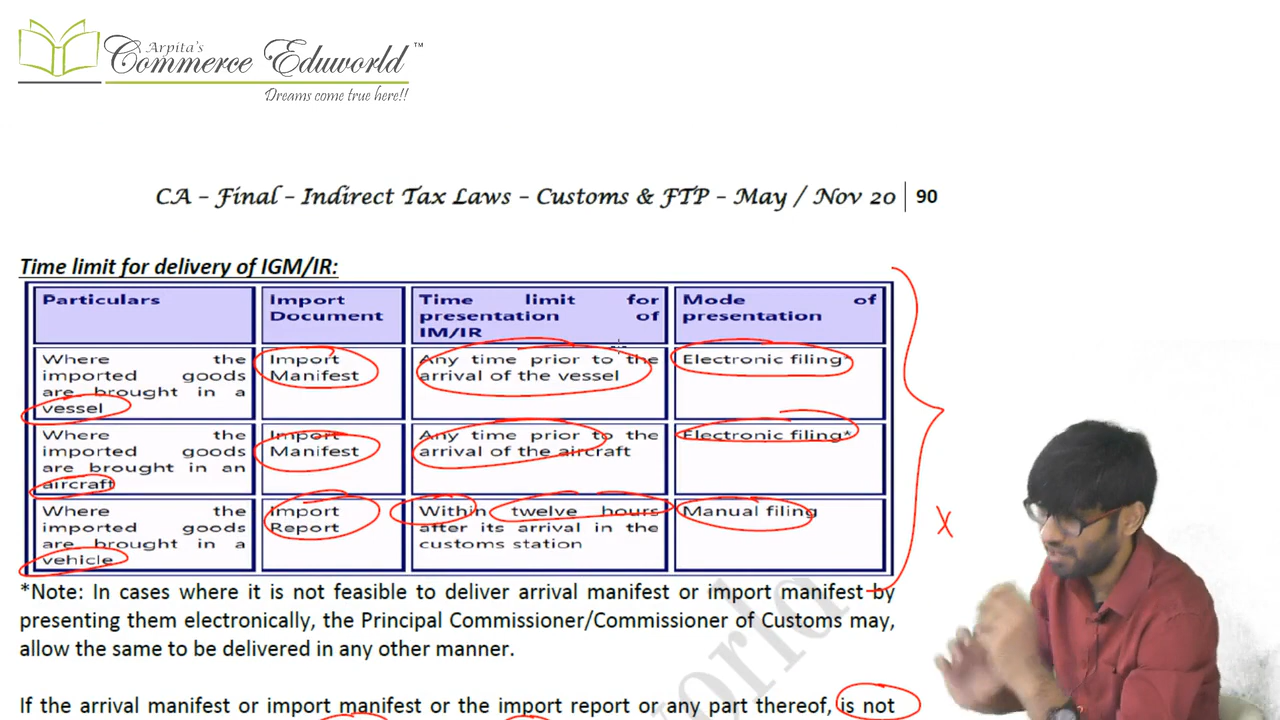 Arpita's
Commerce Eduworld™
Dreams come true here!!
CA – Final – Indirect Tax Laws – Customs & FTP – May / Nov 20 | 90
Time limit for delivery of IGM/IR:
Particulars
Import
Document
Time limit for
presentation of
IM/IR
Mode of
presentation
Where the
imported goods
are brought in a
vessel
Import
Manifest
Any time prior to the
arrival of the vessel
Electronic filing*
Where the
imported goods
are brought in an
aircraft
Import
Manifest
Any time prior to the
arrival of the aircraft
Electronic filing*
Where the
imported goods
are brought in a
vehicle
Import
Report
Within twelve hours
after its arrival in the
customs station
Manual filing
X
*Note: In cases where it is not feasible to deliver arrival manifest or import manifest by
presenting them electronically, the Principal Commissioner/Commissioner of Customs may,
allow the same to be delivered in any other manner.
If the arrival manifest or import manifest or the import report or any part thereof, is not